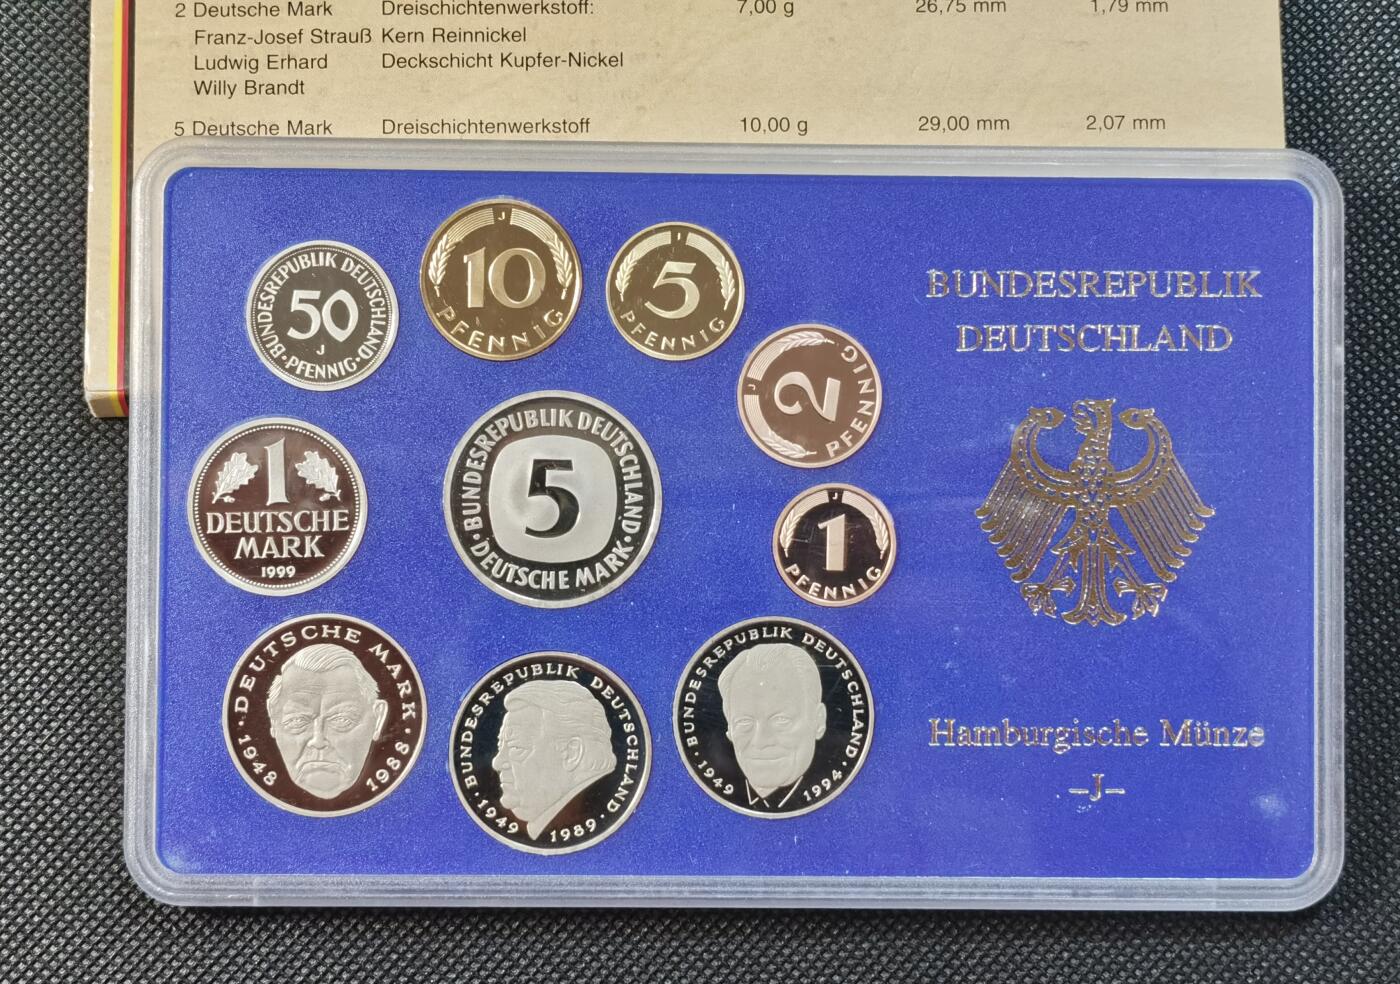 2 Deutsche Mark Dreischichtenwerkstoff: 7,00 g 26,75 mm 1,79 mm
Franz-Josef Strauß Kern Reinnickel
Ludwig Erhard Deckschicht Kupfer-Nickel
Willy Brandt
5 Deutsche Mark Dreischichtenwerkstoff 10,00 g 29,00 mm 2,07 mm
BUNDESREPUBLIK DEUTSCHLAND
50
J
PFENNIG
J
10
PFENNIG
J
5
PFENNIG
J
2
PFENNIG
1
DEUTSCHE
MARK
1999
BUNDESREPUBLIK DEUTSCHLAND
5
DEUTSCHE MARK
J
1
PFENNIG
DEUTSCHE MARK
1948 1988
BUNDESREPUBLIK DEUTSCHLAND
1949 1989
BUNDESREPUBLIK DEUTSCHLAND
1949 1994
BUNDESREPUBLIK
DEUTSCHLAND
Hamburgische Münze
–J–